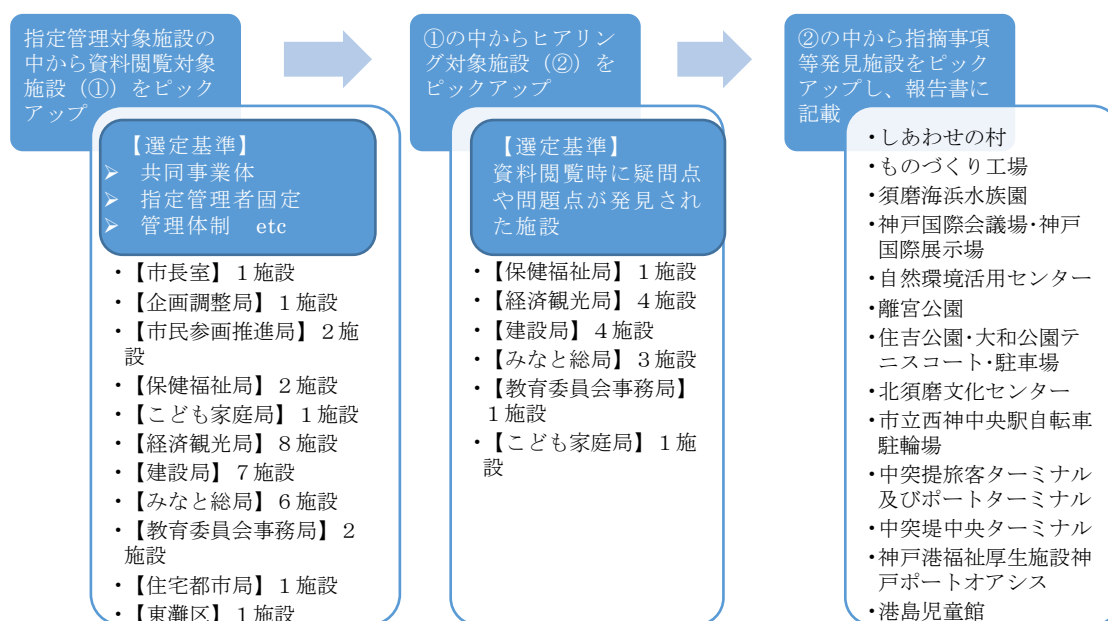 指定管理対象施設の
中から資料閲覧対象
施設（①）をピック
アップ
【選定基準】
➢ 共同事業体
➢ 指定管理者固定
➢ 管理体制　etc
・【市長室】１施設
・【企画調整局】１施設
・【市民参画推進局】２施
設
・【保健福祉局】２施設
・【こども家庭局】１施設
・【経済観光局】８施設
・【建設局】７施設
・【みなと総局】６施設
・【教育委員会事務局】２
施設
・【住宅都市局】１施設
・【東灘区】１施設
①の中からヒアリン
グ対象施設（②）を
ピックアップ
【選定基準】
資料閲覧時に疑問点
や問題点が発見され
た施設
・【保健福祉局】１施設
・【経済観光局】４施設
・【建設局】４施設
・【みなと総局】３施設
・【教育委員会事務局】
１施設
・【こども家庭局】１施
設
②の中から指摘事項
等発見施設をピック
アップし、報告書に
記載
・しあわせの村
・ものづくり工場
・須磨海浜水族園
・神戸国際会議場・神戸
国際展示場
・自然環境活用センター
・離宮公園
・住吉公園・大和公園テ
ニスコート・駐車場
・北須磨文化センター
・市立西神中央駅自転車
駐輪場
・中突提旅客ターミナル
及びポートターミナル
・中突堤中央ターミナル
・神戸港福祉厚生施設神
戸ポートオアシス
・港島児童館